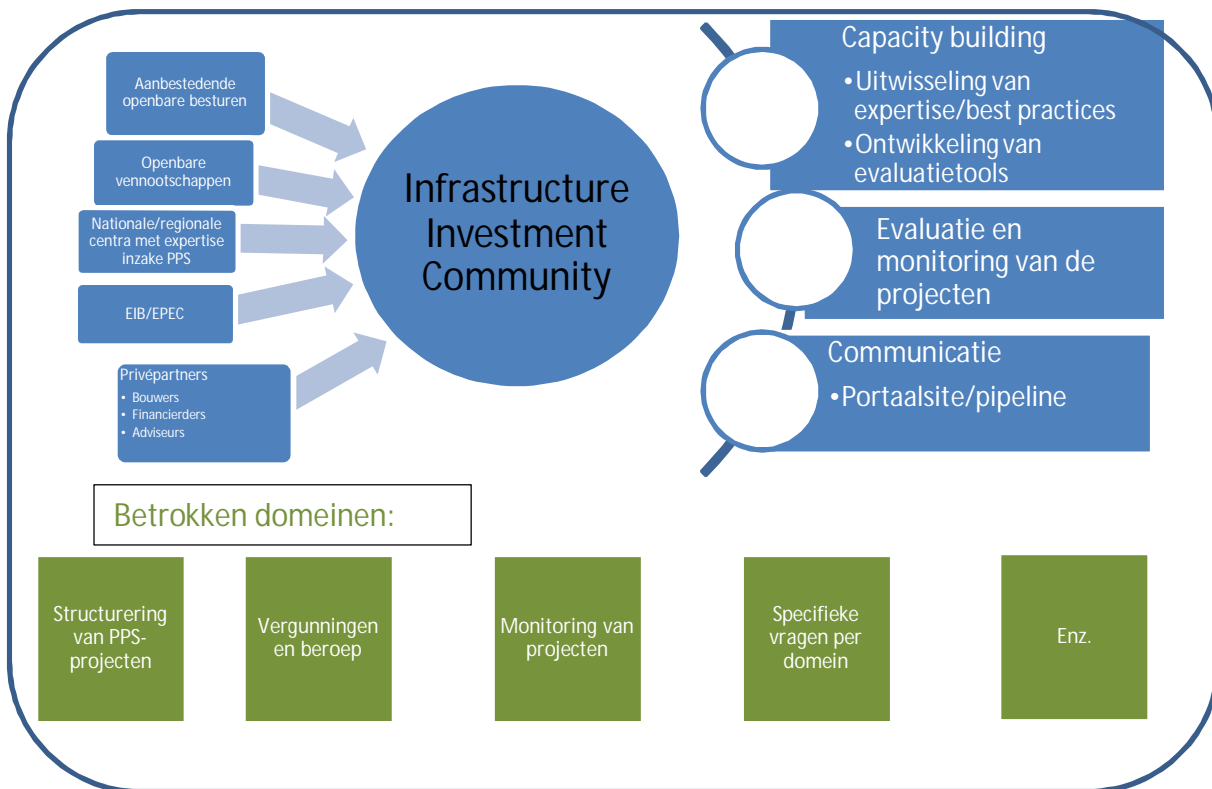 Aanbestedende
openbare besturen
Openbare
vennootschappen
Nationale/regionale
centra met expertise
inzake PPS
EIB/EPEC
Privépartners
• Bouwers
• Financierders
• Adviseurs
Infrastructure
Investment
Community
Capacity building
•Uitwisseling van
expertise/best practices
•Ontwikkeling van
evaluatietools
Evaluatie en
monitoring van de
projecten
Communicatie
•Portaalsite/pipeline
Betrokken domeinen:
Structurering
van PPS-
projecten
Vergunningen
en beroep
Monitoring van
projecten
Specifieke
vragen per
domein
Enz.